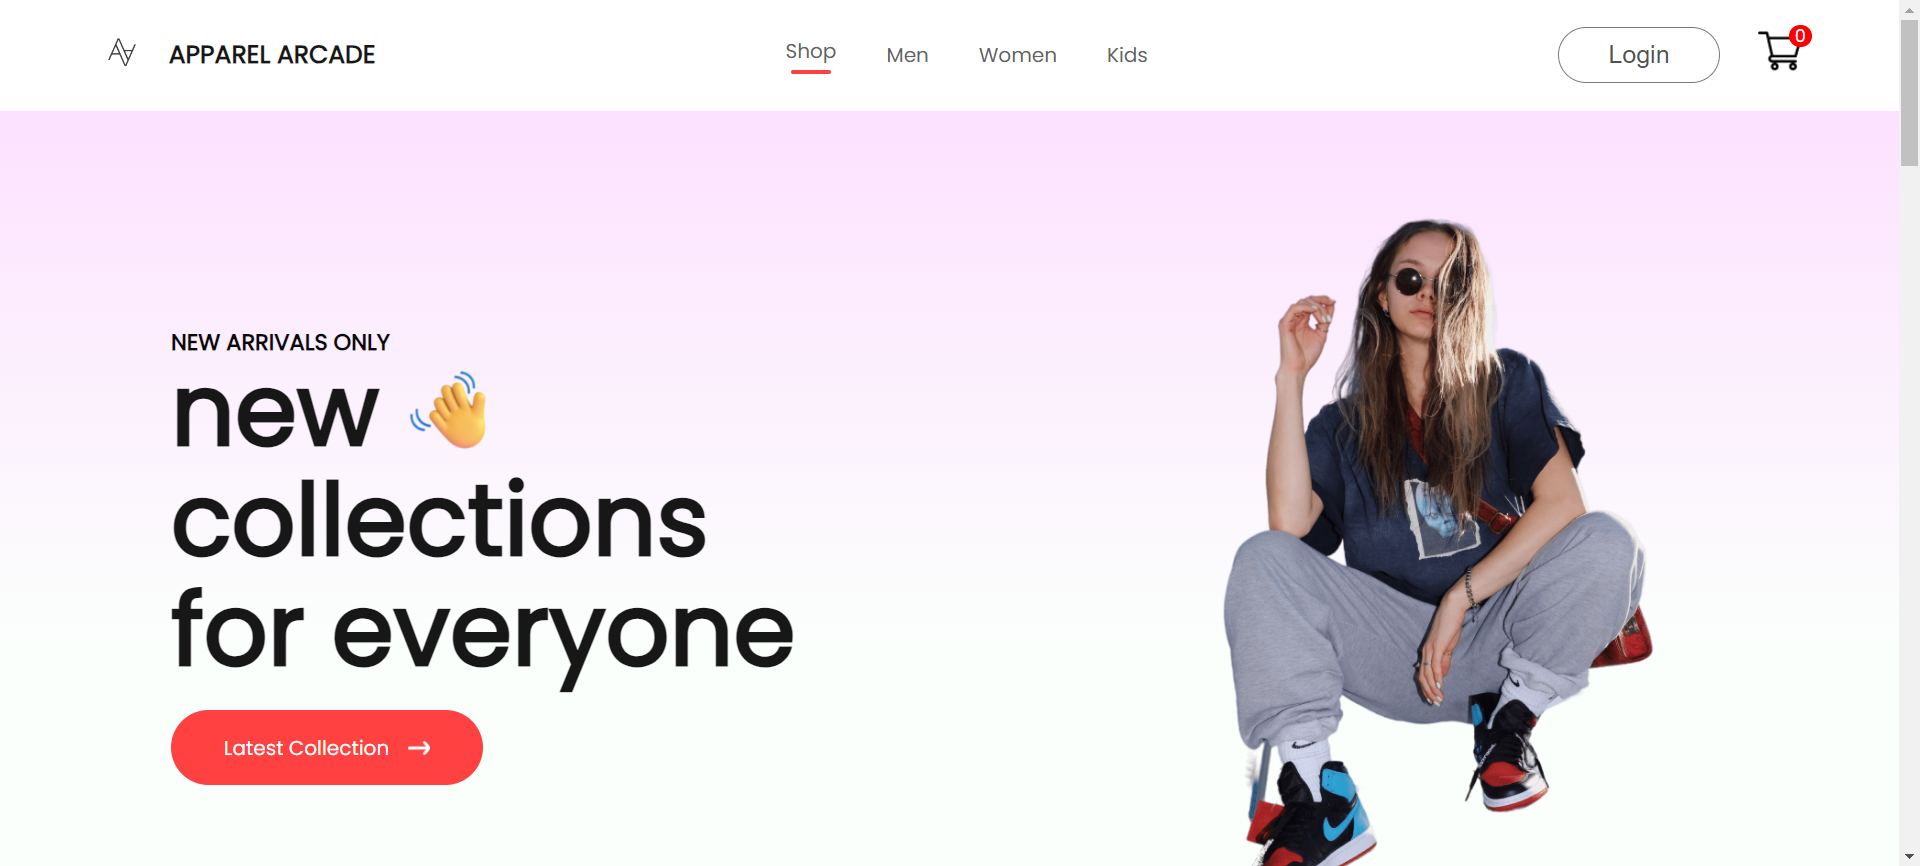 APPAREL ARCADE
Shop Men Women Kids
Login
0
NEW ARRIVALS ONLY
new 👋
collections
for everyone
Latest Collection →